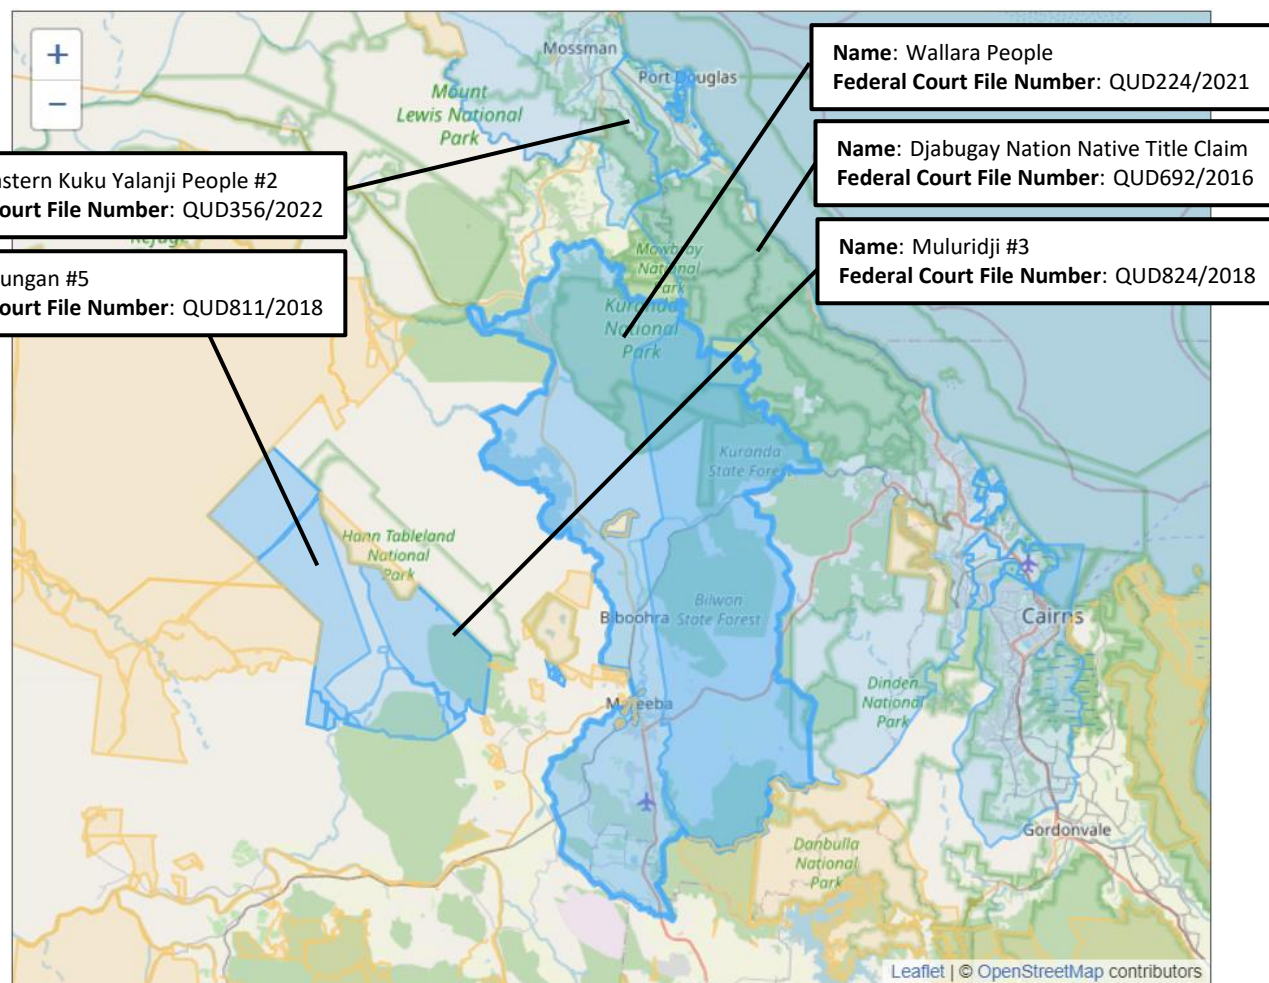 +
−
Mossman
Port Douglas
Mount
Lewis National
Park
Name: Wallara People
Federal Court File Number: QUD224/2021
Name: Djabugay Nation Native Title Claim
Federal Court File Number: QUD692/2016
stern Kuku Yalanji People #2
ourt File Number: QUD356/2022
Refuge
Name: Muluridji #3
Federal Court File Number: QUD824/2018
ungan #5
ourt File Number: QUD811/2018
Mowbray
National
Park
Kuranda
National
Park
Kuranda
State Forest
Hann Tableland
National
Park
Biboohra
Bilwon
State Forest
Cairns
Mareeba
Dinden
National
Park
Gordonvale
Danbulla
National
Park
Leaflet | © OpenStreetMap contributors